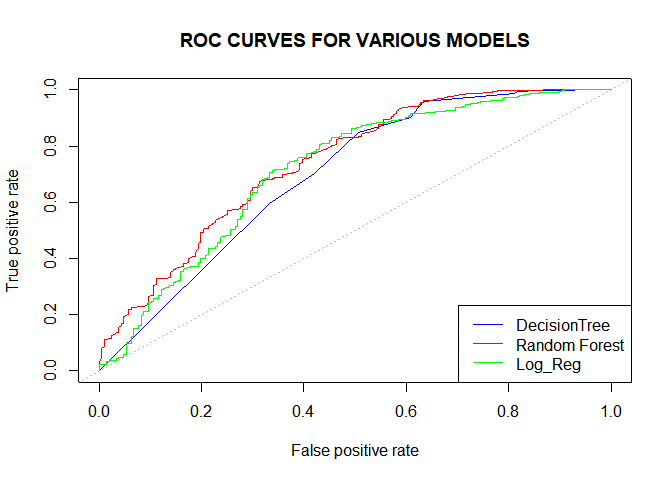 ROC CURVES FOR VARIOUS MODELS
True positive rate
1.0
0.8
0.6
0.4
0.2
0.0
DecisionTree
Random Forest
Log_Reg
0.0 0.2 0.4 0.6 0.8 1.0
False positive rate